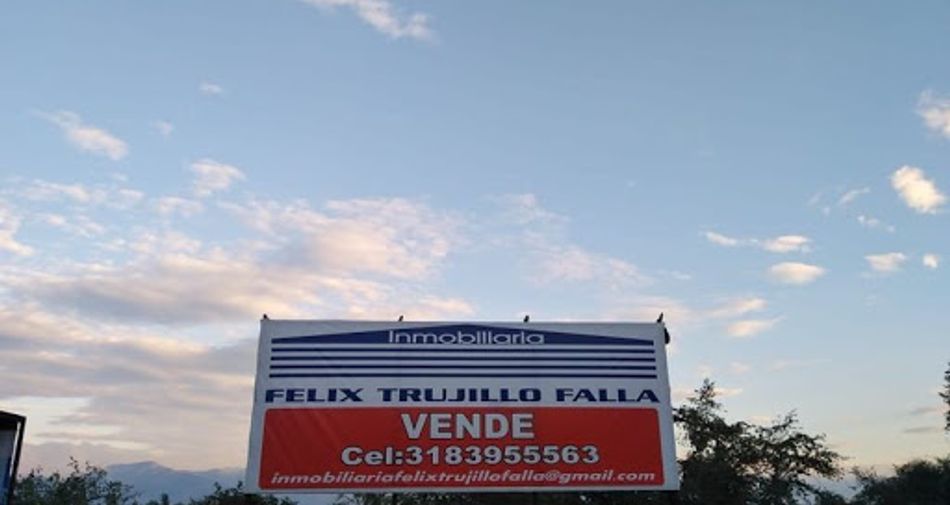 Inmobiliaria
FELIX TRUJILLO FALLA
VENDE
Cel:3183955563
inmobiliariafelixtrujillofalla@gmail.com